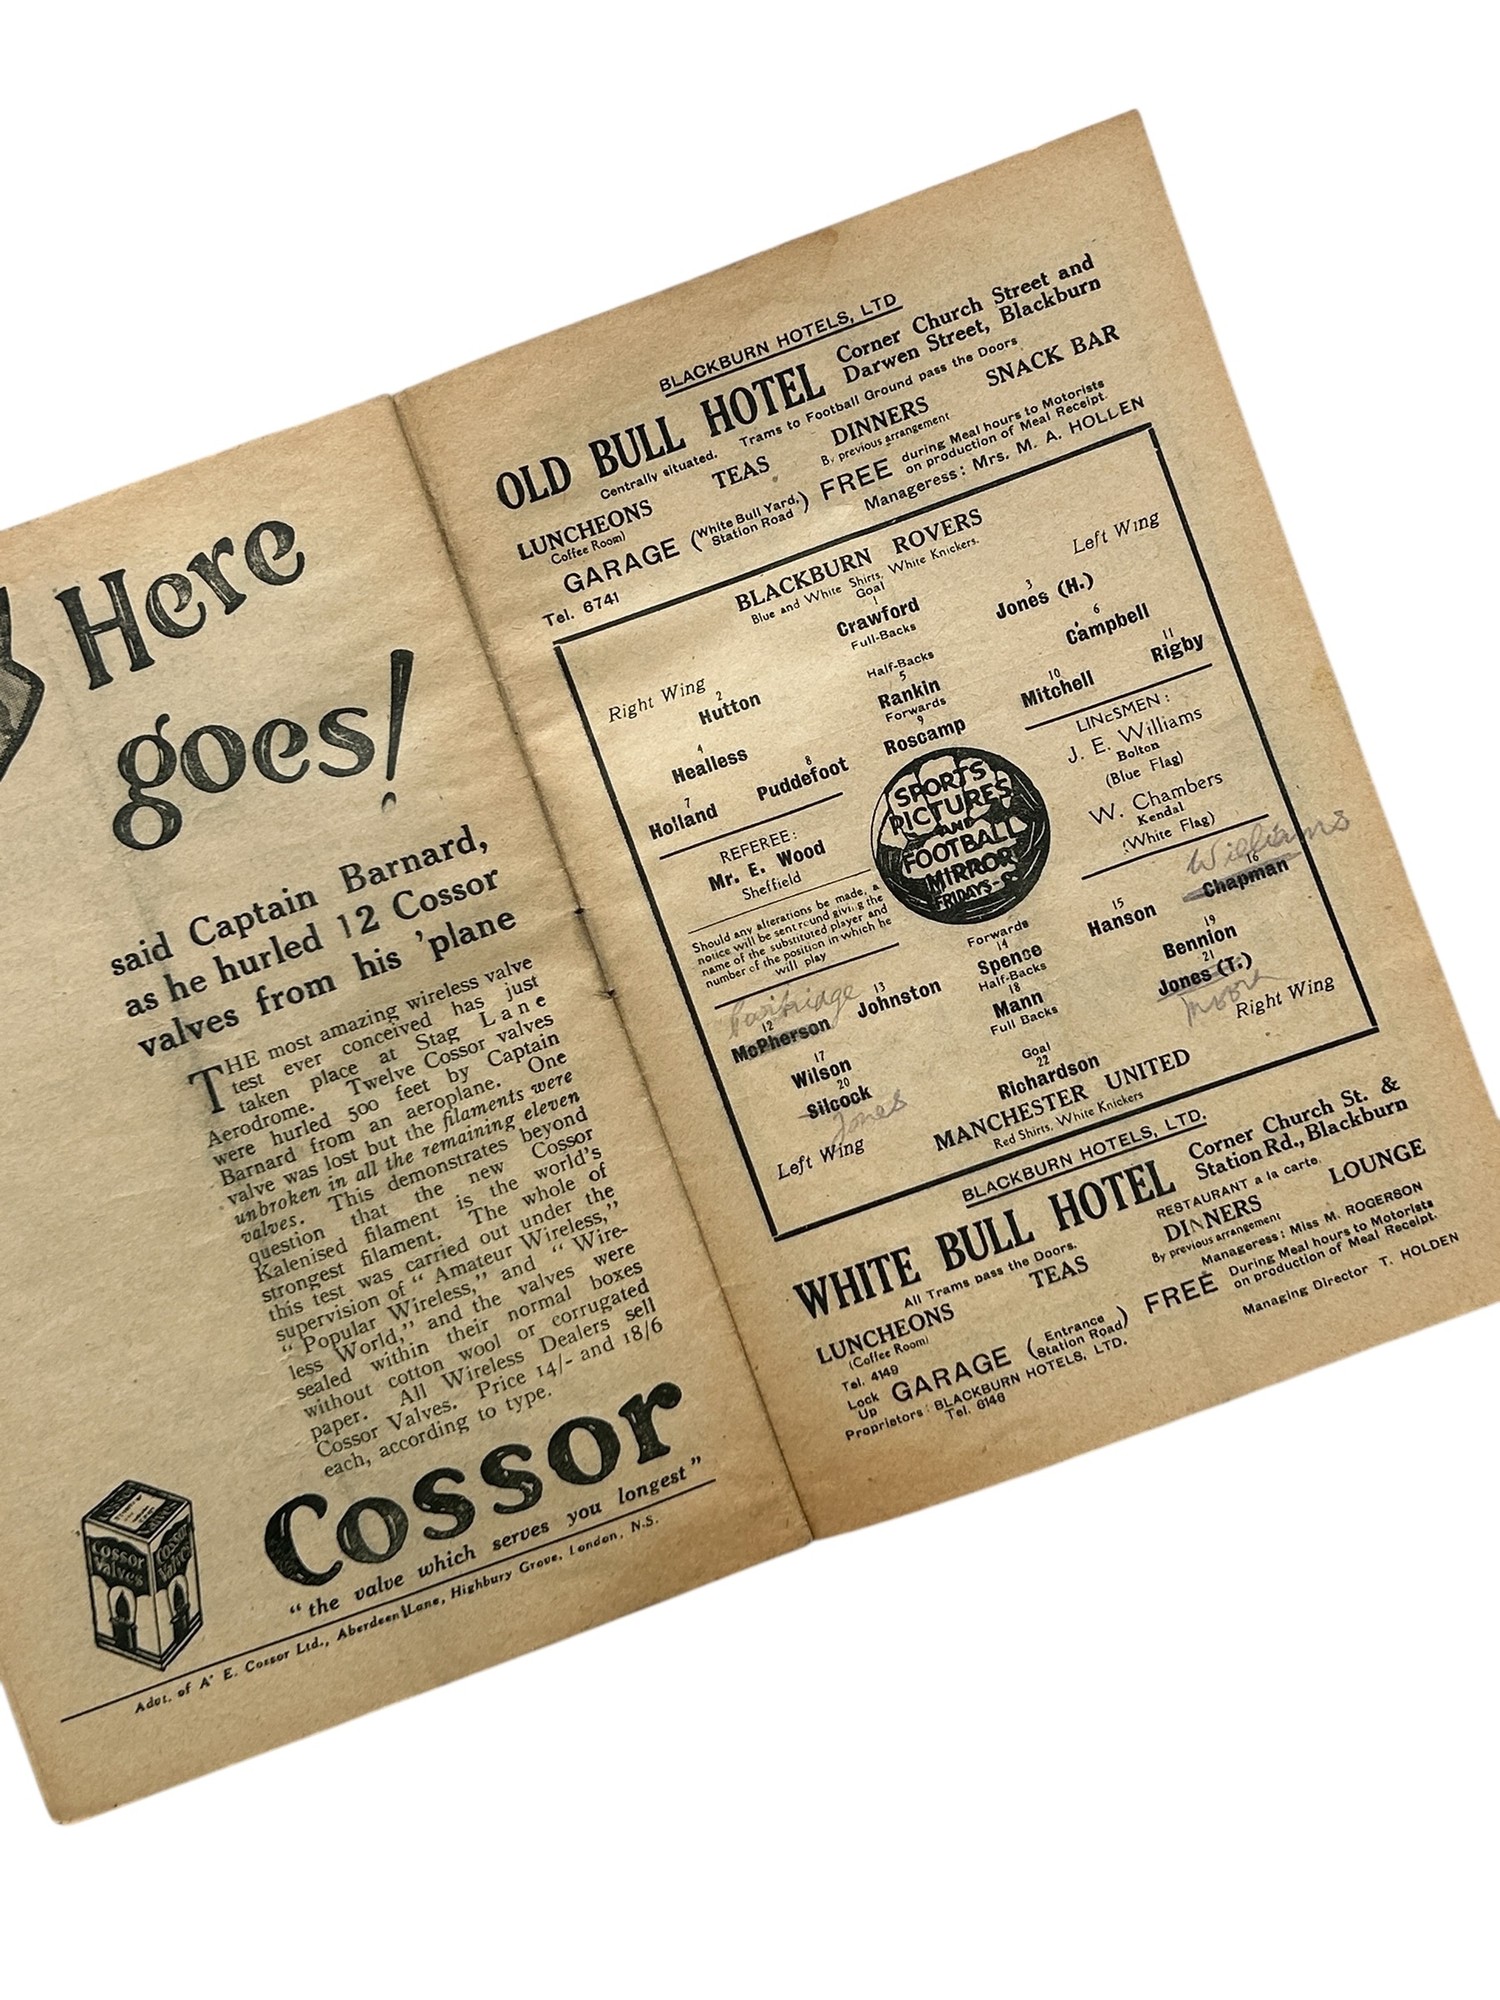 Here
goes!
said Captain Barnard,
as he hurled 12 Cossor
valves from his 'plane
THE most amazing wireless valve
test ever conceived has just
taken place at Stag Lane
Aerodrome. Twelve Cossor valves
were hurled 500 feet by Captain
Barnard from an aeroplane. One
valve was lost but the filaments were
unbroken in all the remaining eleven
valves. This demonstrates beyond
question that the new Cossor
Kalenised filament is the world's
strongest filament. The whole of
this test was carried out under the
supervision of "Amateur Wireless,"
"Popular Wireless," and "Wire-
less World," and the valves were
sealed within their normal boxes
without cotton wool or corrugated
paper. All Wireless Dealers sell
Cossor Valves. Price 14/- and 18/6
each, according to type.
Cossor
Valves
Cossor
Valves
Cossor
"the valve which serves you longest"
Advt. of A. E. Cossor Ltd., Aberdeen Lane, Highbury Grove, London, N.5.
BLACKBURN HOTELS, LTD
OLD BULL HOTEL Corner Church Street and
Darwen Street, Blackburn
Centrally situated. Trams to Football Ground pass the Doors
LUNCHEONS TEAS DINNERS SNACK BAR
(Coffee Room) By previous arrangement
GARAGE (White Bull Yard, Station Road) FREE during Meal hours to Motorists
on production of Meal Receipt.
Tel. 6741 Manageress: Mrs. M. A. HOLLEN
BLACKBURN ROVERS
Blue and White Shirts, White Knickers.
Goal
1
Crawford
Right Wing Full-Backs Left Wing
2 3
Hutton Jones (H.)
Half-Backs
4 5 6
Healless Rankin Campbell
Forwards
7 8 9 10 11
Holland Puddefoot Roscamp Mitchell Rigby
REFEREE:
Mr. E. Wood
Sheffield
Should any alterations be made, a
notice will be sent round giving the
name of the substituted player and
number of the position in which he
will play
SPORTS
PICTURES
AND
FOOTBALL
MIRROR
FRIDAYS-
LINESMEN:
J. E. Williams
Bolton
(Blue Flag)
W. Chambers
Kendal
(White Flag)
Partridge Williams
Forwards
12 13 14 15 16
McPherson Johnston Spence Hanson Chapman
Half-Backs
17 18 19
Wilson Mann Bennion
Full Backs
20 21
Silcock Jones (T.)
Jones Moore
Left Wing Goal Right Wing
22
Richardson
MANCHESTER UNITED
Red Shirts, White Knickers
BLACKBURN HOTELS, LTD.
WHITE BULL HOTEL Corner Church St. &
Station Rd., Blackburn
All Trams pass the Doors. RESTAURANT a la carte.
LUNCHEONS TEAS DINNERS LOUNGE
(Coffee Room) By previous arrangement
Tel. 4149 Manageress: Miss M. ROGERSON
Lock Up GARAGE (Entrance Station Road) FREE During Meal hours to Motorists
on production of Meal Receipt.
Proprietors: BLACKBURN HOTELS, LTD. Managing Director T. HOLDEN
Tel. 6146